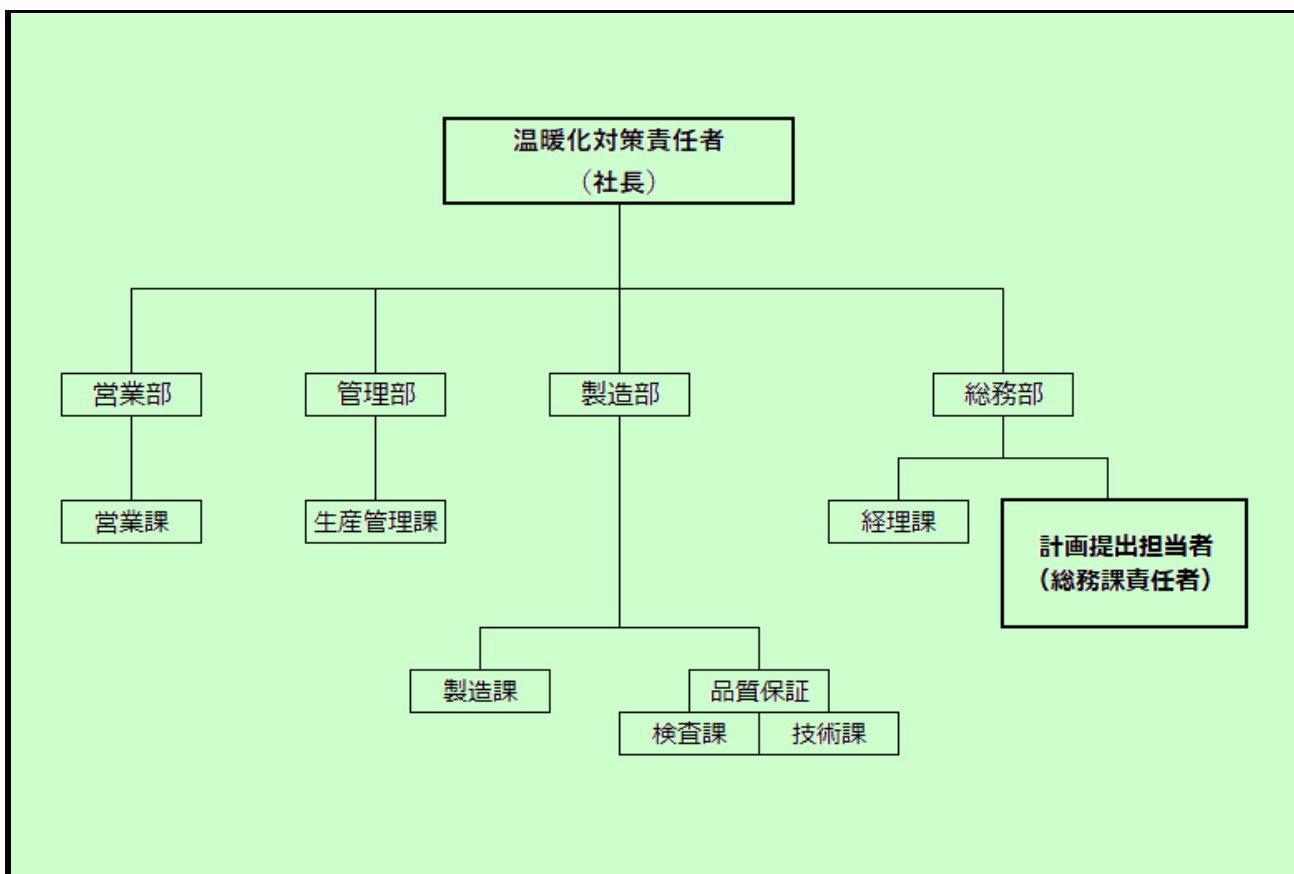 温暖化対策責任者
（社長）
営業部
管理部
製造部
総務部
営業課
生産管理課
経理課
計画提出担当者
（総務課責任者）
製造課
品質保証
検査課
技術課